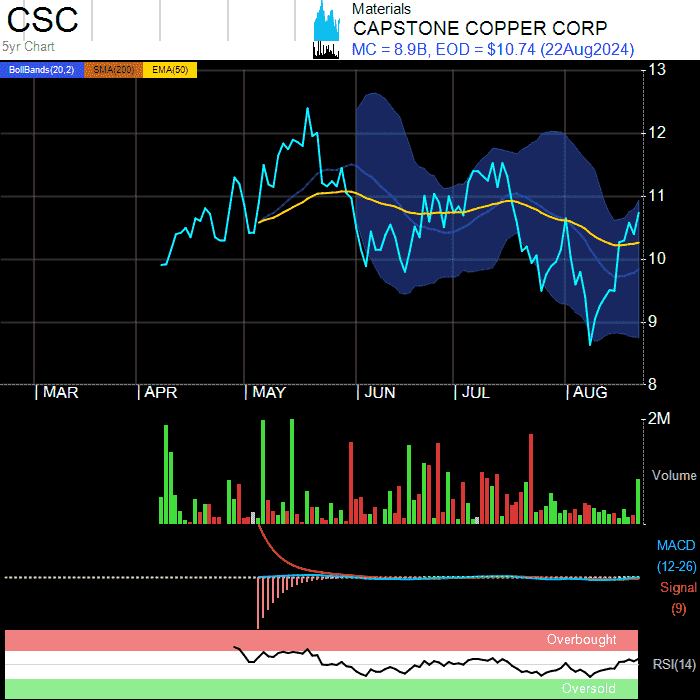 CSC
5yr Chart
Materials
CAPSTONE COPPER CORP
MC = 8.9B, EOD = $10.74 (22Aug2024)
BollBands(20,2) SMA(200) EMA(50)
13
12
11
10
9
8
MAR APR MAY JUN JUL AUG
2M
Volume
MACD
(12-26)
Signal
(9)
Overbought
RSI(14)
Oversold